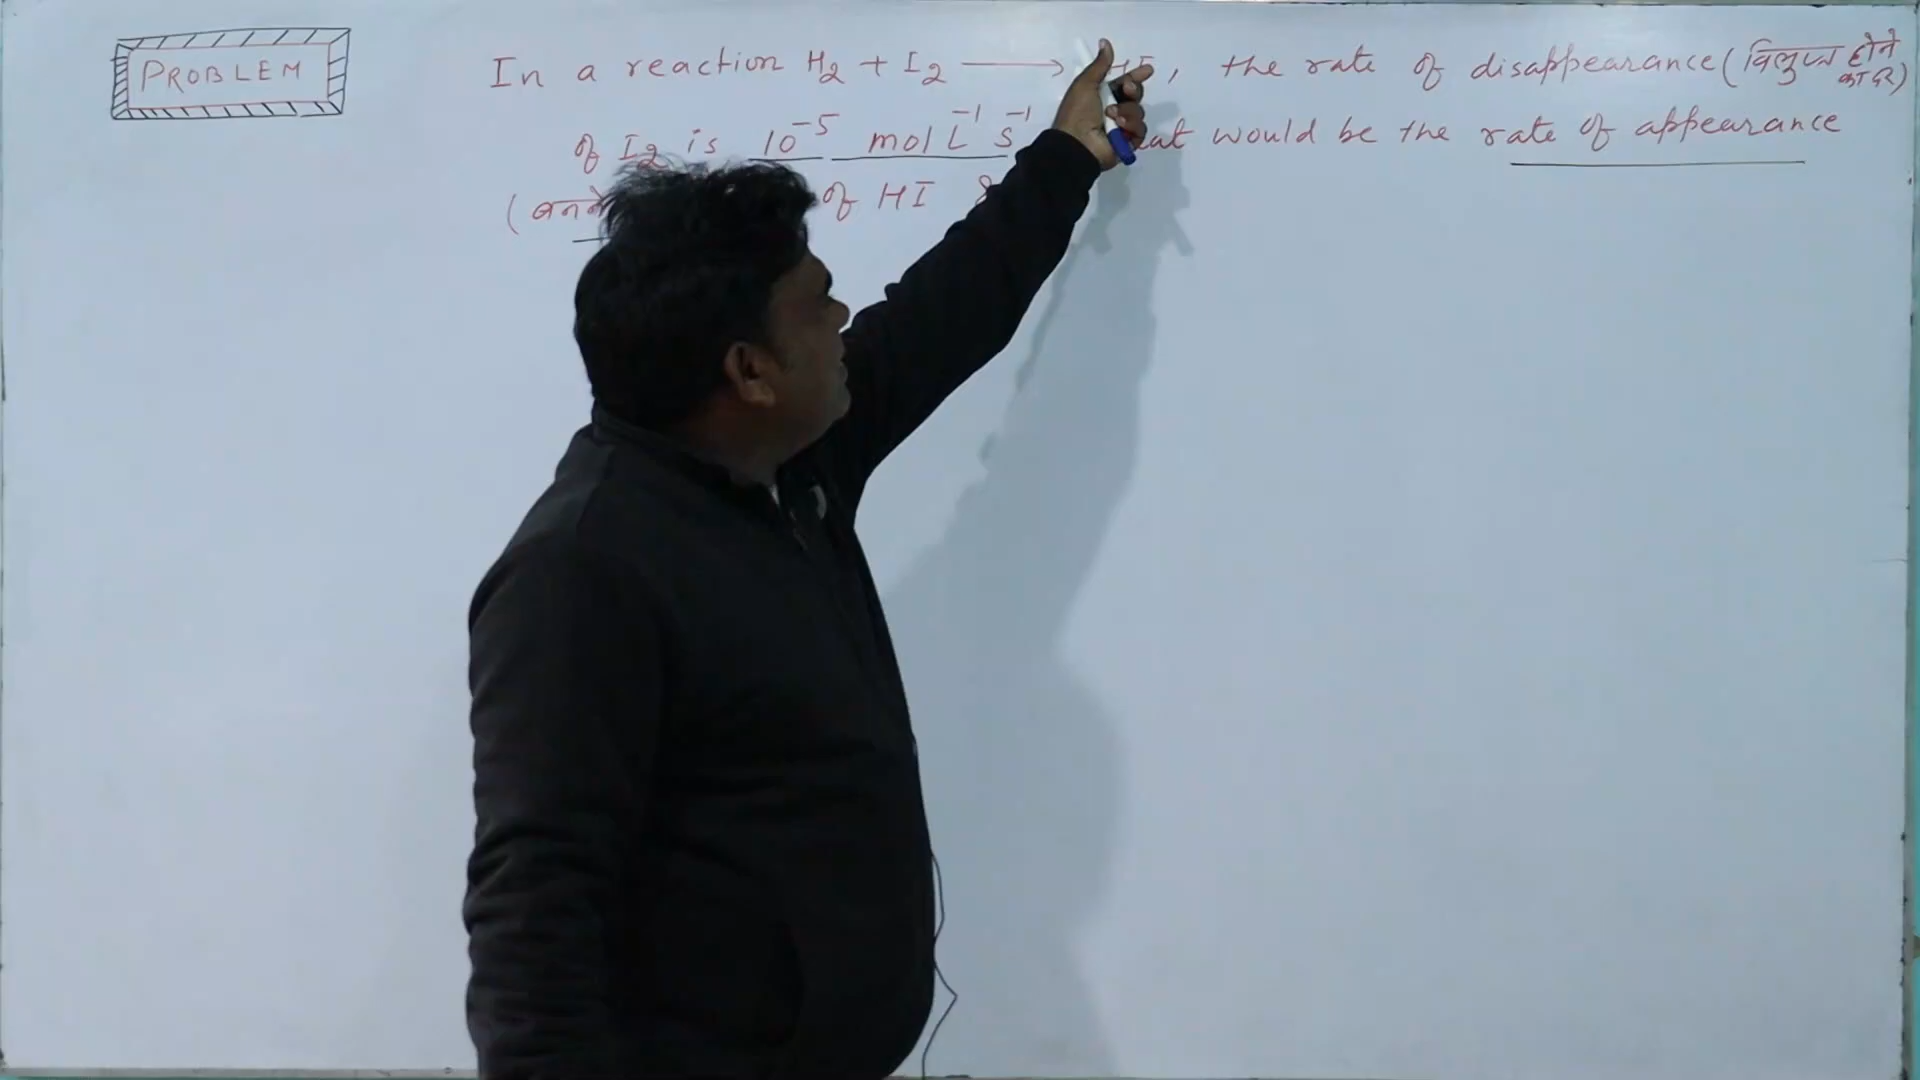 PROBLEM
In a reaction H₂ + I₂ ⟶ HI, the rate of disappearance (विलुप्त होने का दर)
of I₂ is 10⁻⁵ mol L⁻¹ S⁻¹ would be the rate of appearance
(बनने of HI